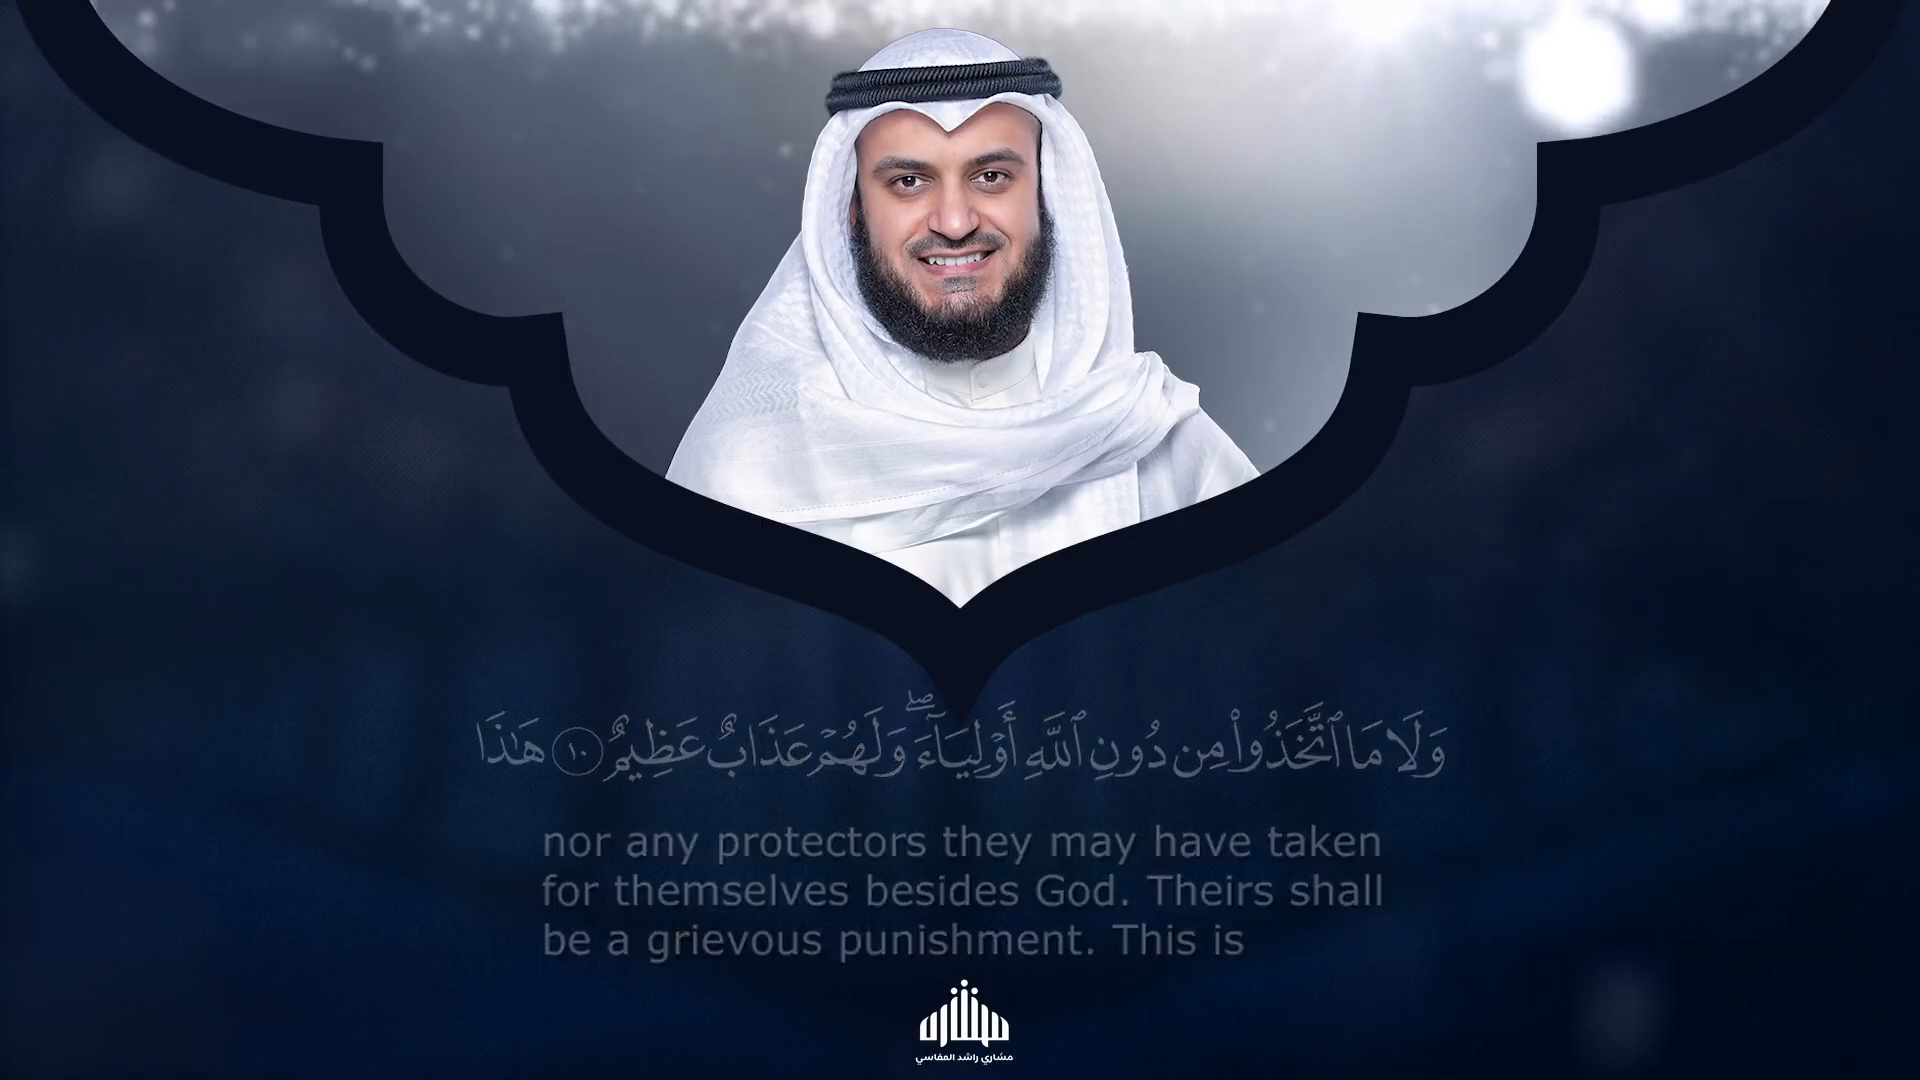 وَلَا مَا ٱتَّخَذُوا۟ مِن دُونِ ٱللَّهِ أَوْلِيَآءَ ۖ وَلَهُمْ عَذَابٌ عَظِيمٌ ١٠ هَٰذَا
nor any protectors they may have taken
for themselves besides God. Theirs shall
be a grievous punishment. This is
مشاري
مشاري راشد العفاسي